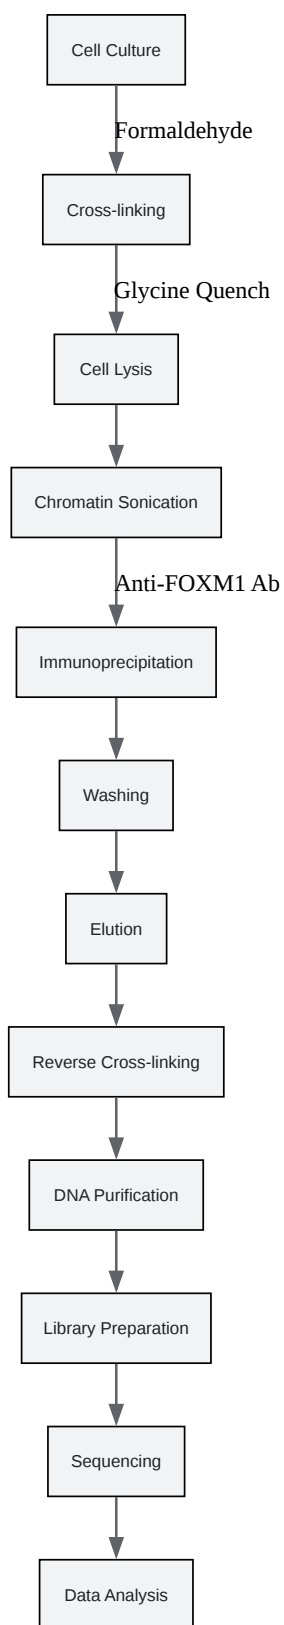 Cell Culture
Formaldehyde
Cross-linking
Glycine Quench
Cell Lysis
Chromatin Sonication
Anti-FOXM1 Ab
Immunoprecipitation
Washing
Elution
Reverse Cross-linking
DNA Purification
Library Preparation
Sequencing
Data Analysis